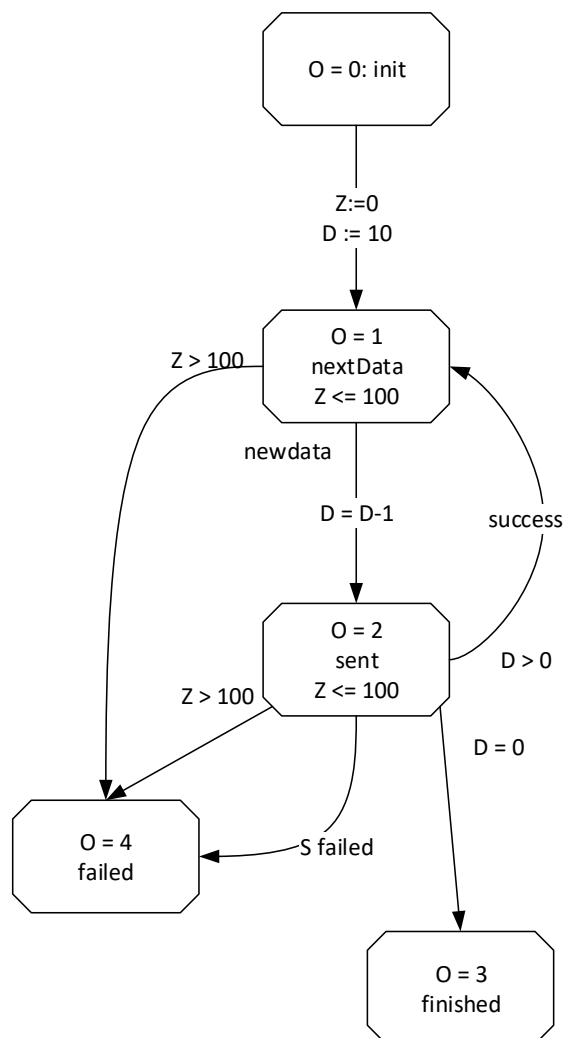 O = 0: init
Z:=0
D := 10
O = 1
nextData
Z <= 100
Z > 100
newdata
D = D-1
success
O = 2
sent
Z <= 100
D > 0
Z > 100
D = 0
S failed
O = 4
failed
O = 3
finished